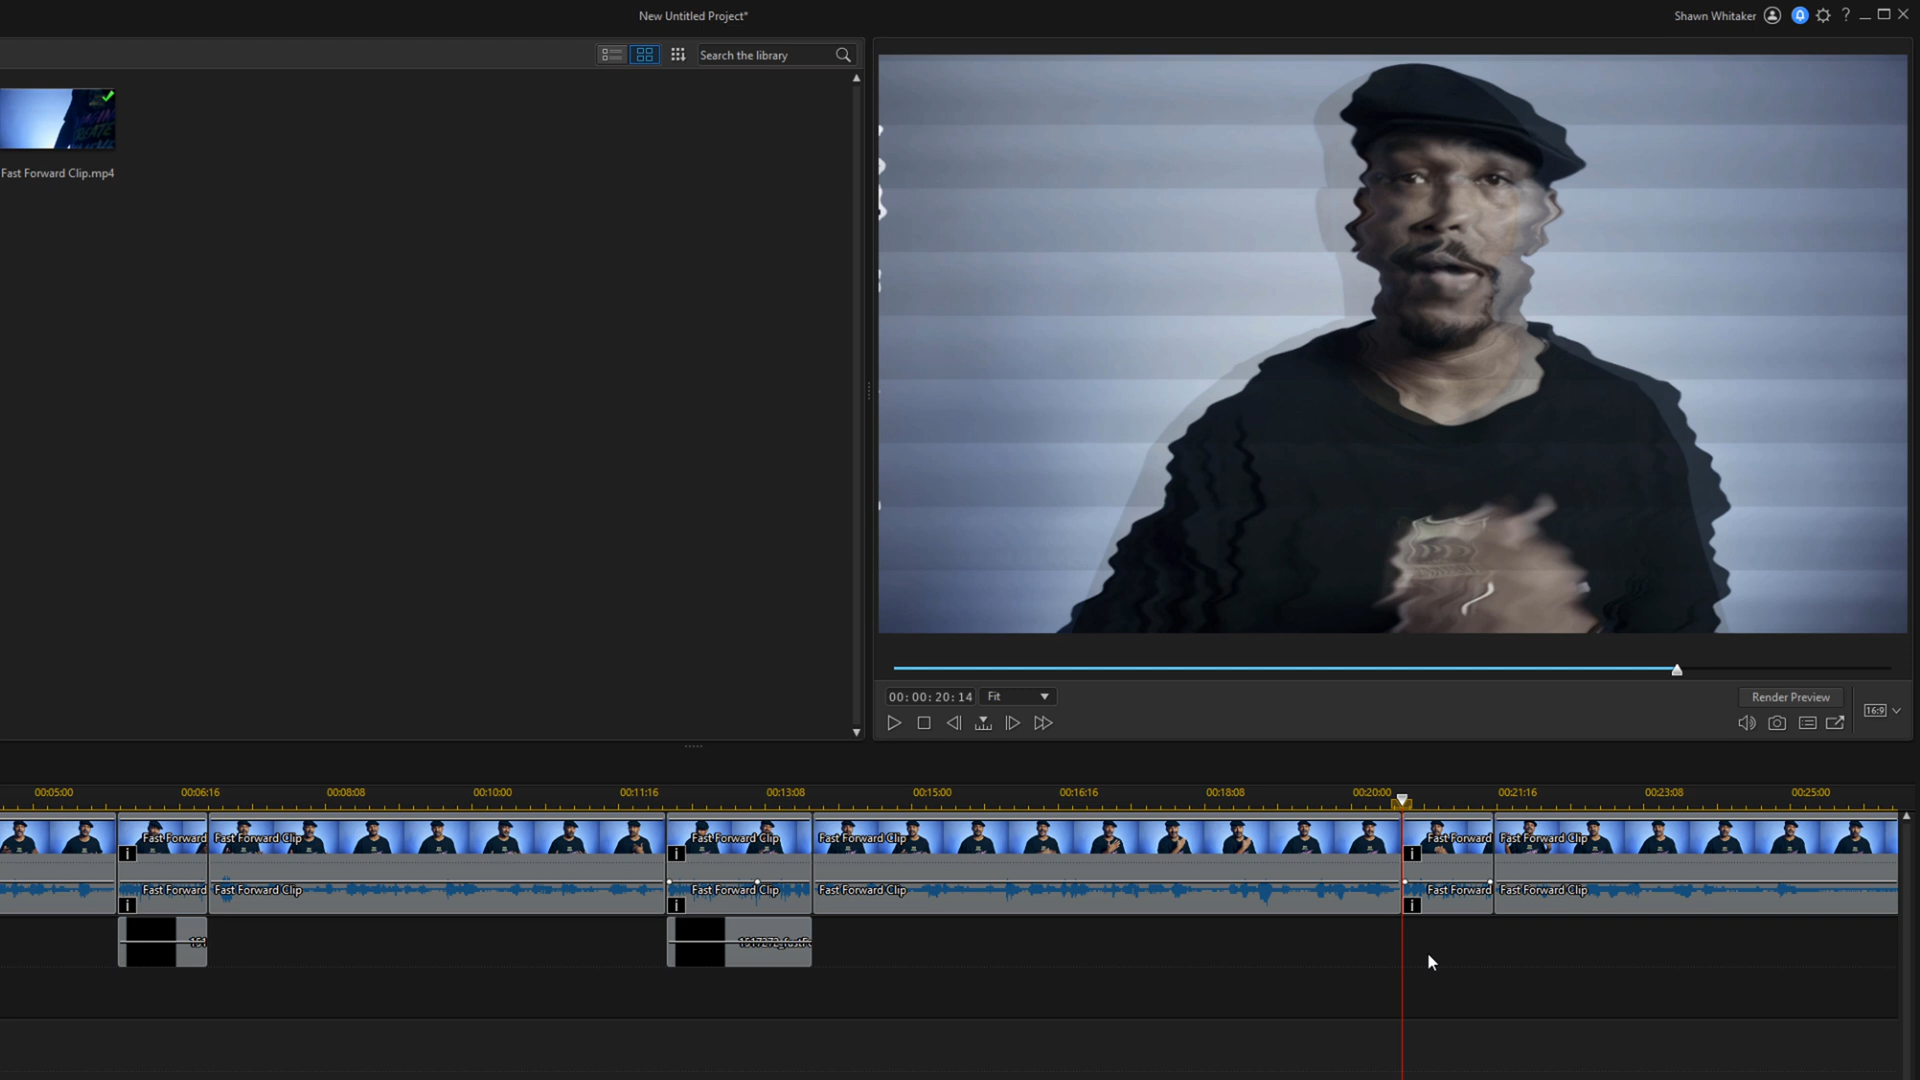 New Untitled Project*
Shawn Whitaker
?
Search the library
Fast Forward Clip.mp4
00:00:20:14
Fit
Render Preview
16:9
00:05:00 00:06:16 00:08:08 00:10:00 00:11:16 00:13:08 00:15:00 00:16:16 00:18:08 00:20:00 00:21:16 00:23:08 00:25:00
Fast Forward Fast Forward Clip Fast Forward Clip Fast Forward Clip Fast Forward Fast Forward Clip
i i i
Fast Forward Fast Forward Clip Fast Forward Clip Fast Forward Clip Fast Forward Fast Forward Clip
i i i